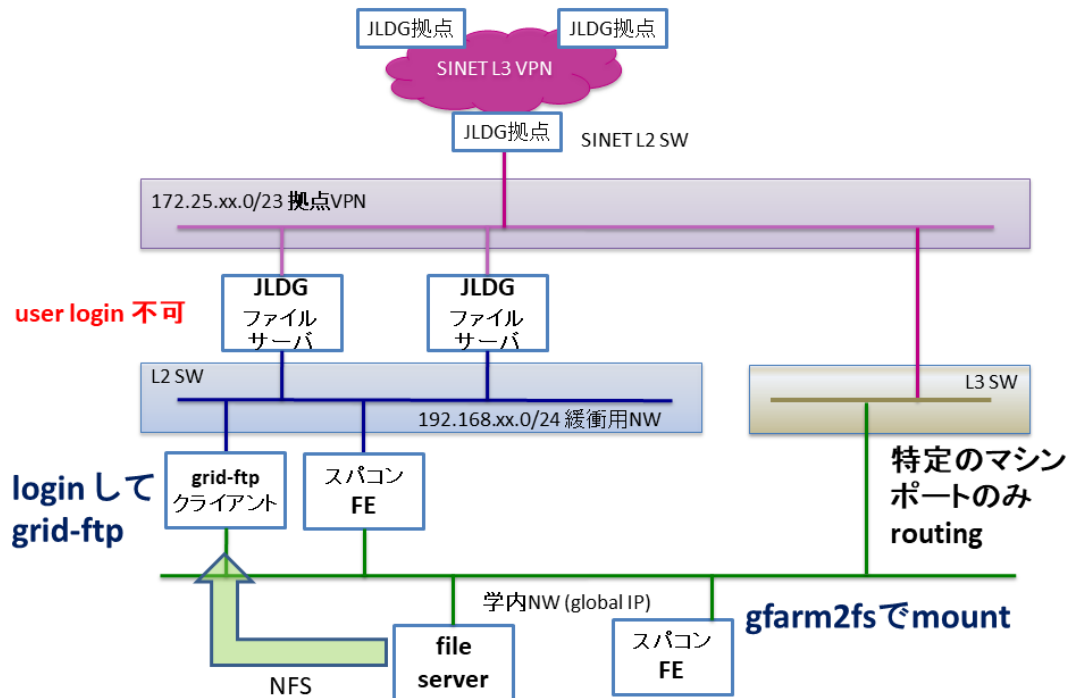 JLDG拠点
JLDG拠点
SINET L3 VPN
JLDG拠点
SINET L2 SW
172.25.xx.0/23 拠点VPN
JLDG
ファイル
サーバ
JLDG
ファイル
サーバ
user login 不可
L2 SW
192.168.xx.0/24 緩衝用NW
L3 SW
login して
grid-ftp
grid-ftp
クライアント
スパコン
FE
特定のマシン
ポートのみ
routing
学内NW (global IP)
gfarm2fsでmount
file
server
スパコン
FE
NFS